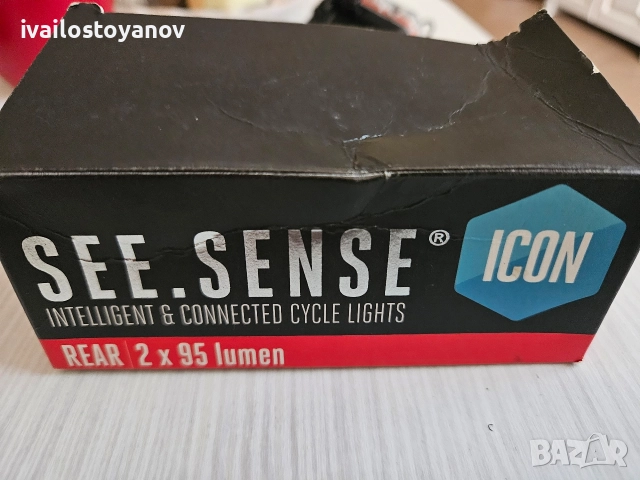 ivailostoyanov
SEE.SENSE®
ICON
INTELLIGENT & CONNECTED CYCLE LIGHTS
REAR | 2 x 95 lumen
BAZAR